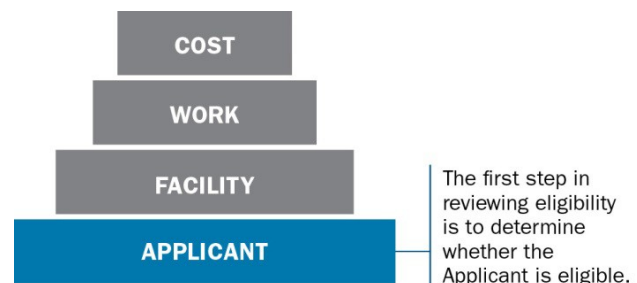 COST
WORK
FACILITY
APPLICANT
The first step in
reviewing eligibility
is to determine
whether the
Applicant is eligible.